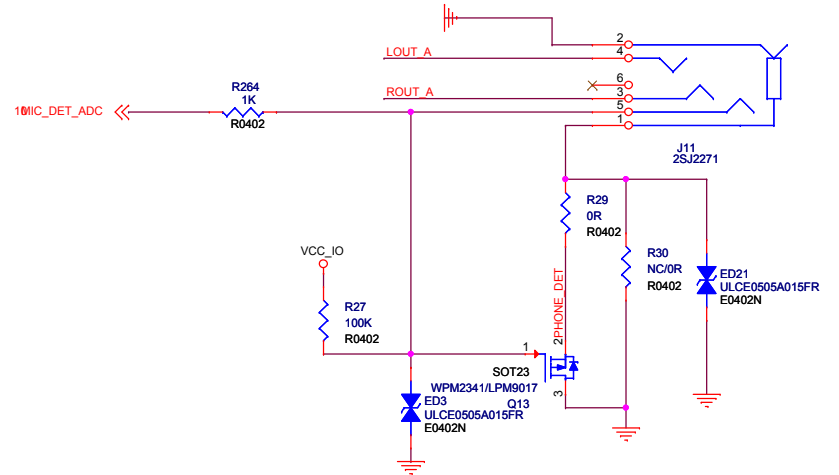 2
LOUT_A
4
6
R264
1K
ROUT_A
3
MIC_DET_ADC
5
R0402
1
J11
2SJ2271
R29
0R
R0402
VCC_IO
R30
NC/0R
R0402
ED21
ULCE0505A015FR
E0402N
PHONE_DET
R27
100K
R0402
1
2
SOT23
WPM2341/LPM9017
Q13
3
ED3
ULCE0505A015FR
E0402N